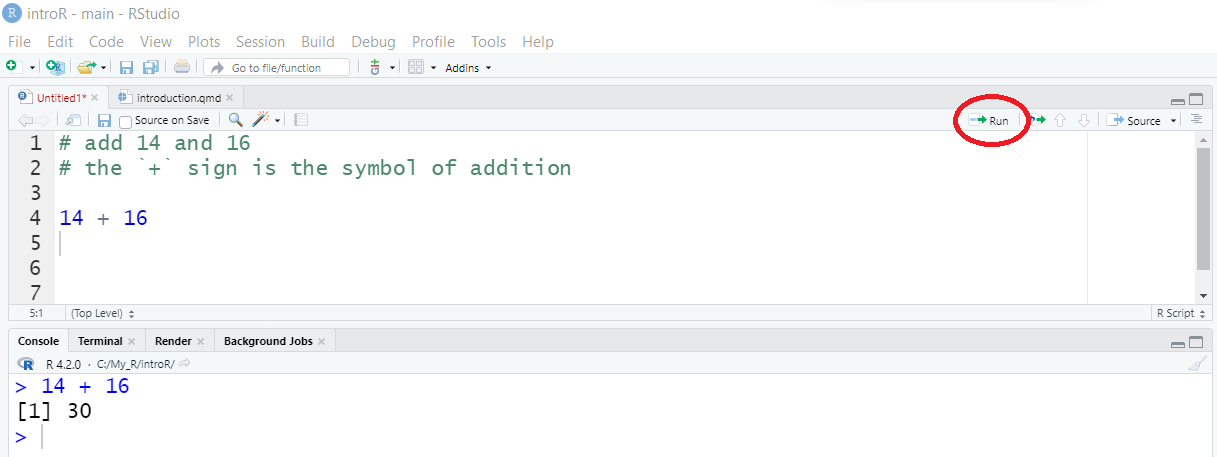 R introR - main - RStudio
File Edit Code View Plots Session Build Debug Profile Tools Help
Go to file/function Addins
Untitled1* introduction.qmd
Source on Save Run Source
1 # add 14 and 16
2 # the `+` sign is the symbol of addition
3
4 14 + 16
5
6
7
5:1 (Top Level) R Script
Console Terminal Render Background Jobs
R R 4.2.0 · C:/My_R/introR/
> 14 + 16
[1] 30
>